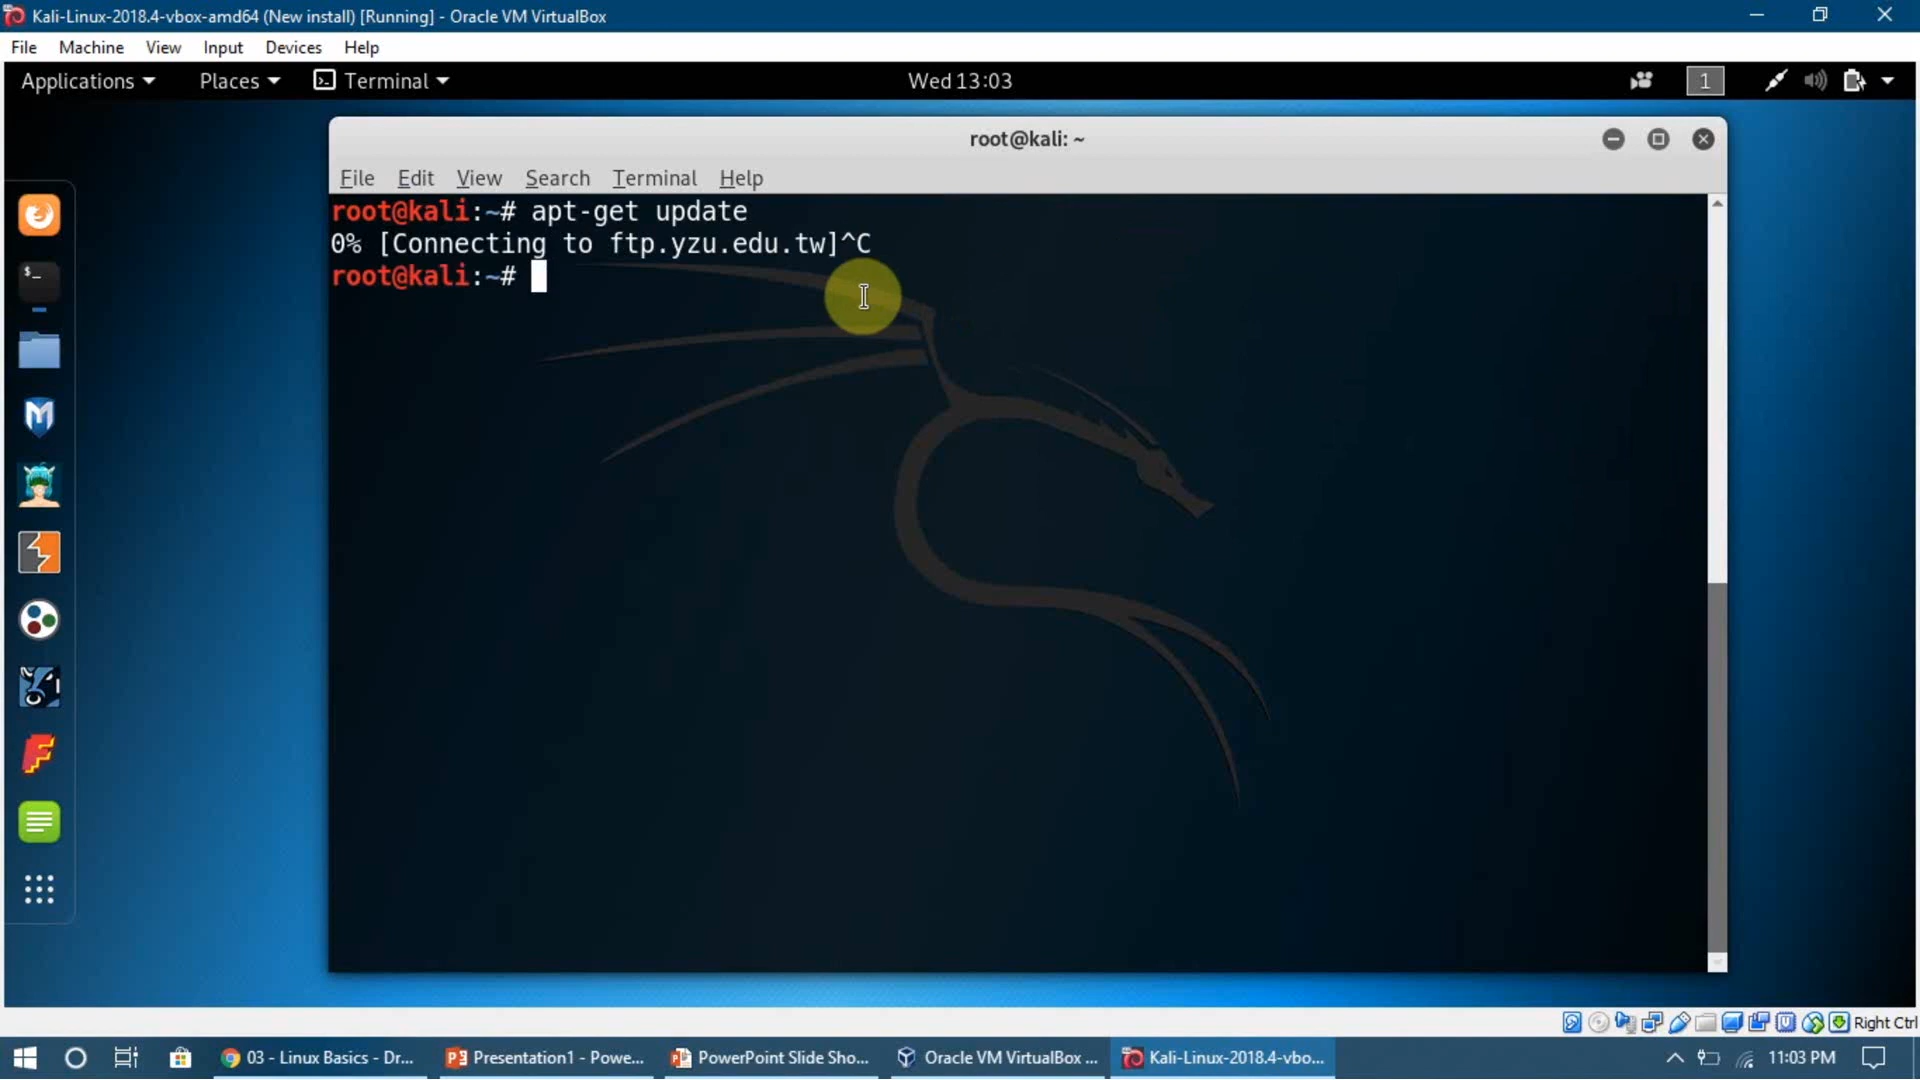 Kali-Linux-2018.4-vbox-amd64 (New install) [Running] - Oracle VM VirtualBox
File Machine View Input Devices Help
Applications Places Terminal Wed 13:03 1
root@kali: ~
File Edit View Search Terminal Help
root@kali:~# apt-get update
0% [Connecting to ftp.yzu.edu.tw]^C
root@kali:~#
Right Ctrl
03 - Linux Basics - Dr... Presentation1 - Powe... PowerPoint Slide Sho... Oracle VM VirtualBox ... Kali-Linux-2018.4-vbo... 11:03 PM